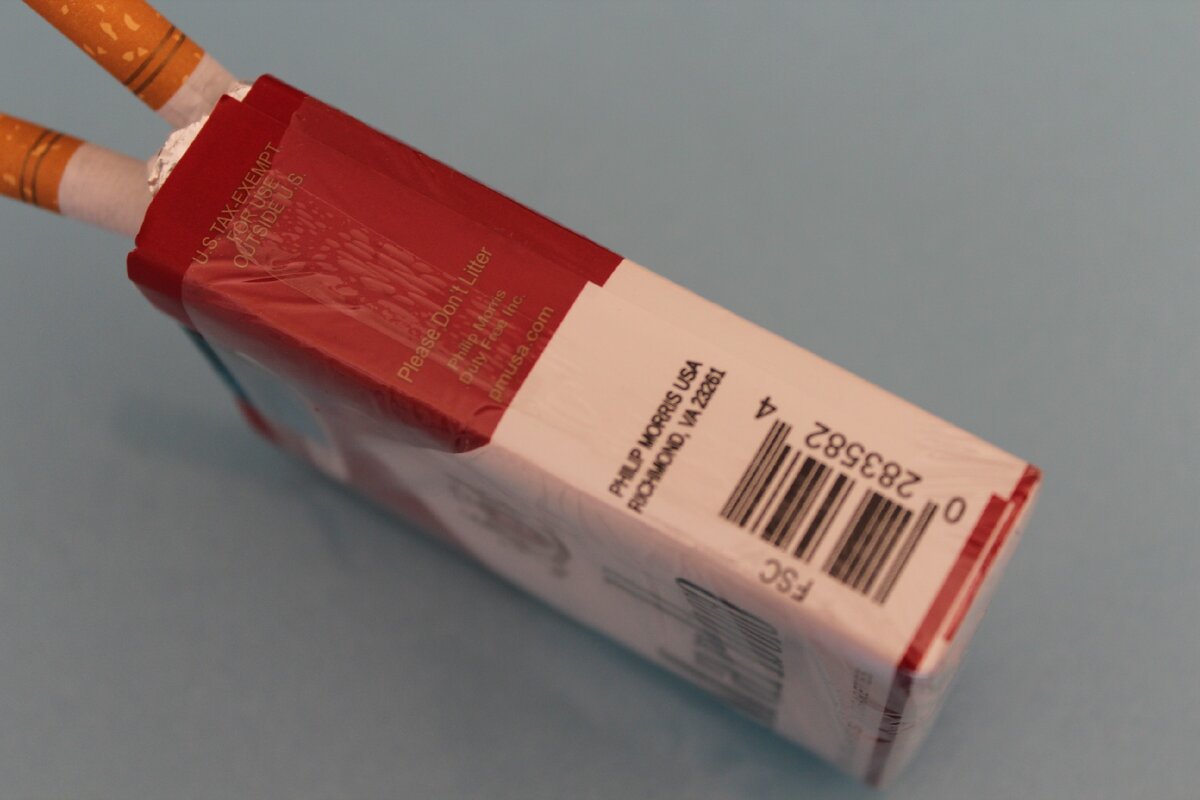 U.S. TAX-EXEMPT
FOR USE
OUTSIDE U.S.
Please Don't Litter
Philip Morris
Duty Free Inc.
pmusa.com
PHILIP MORRIS USA
RICHMOND, VA 23261
0 283582 4
FSC
Marlboro